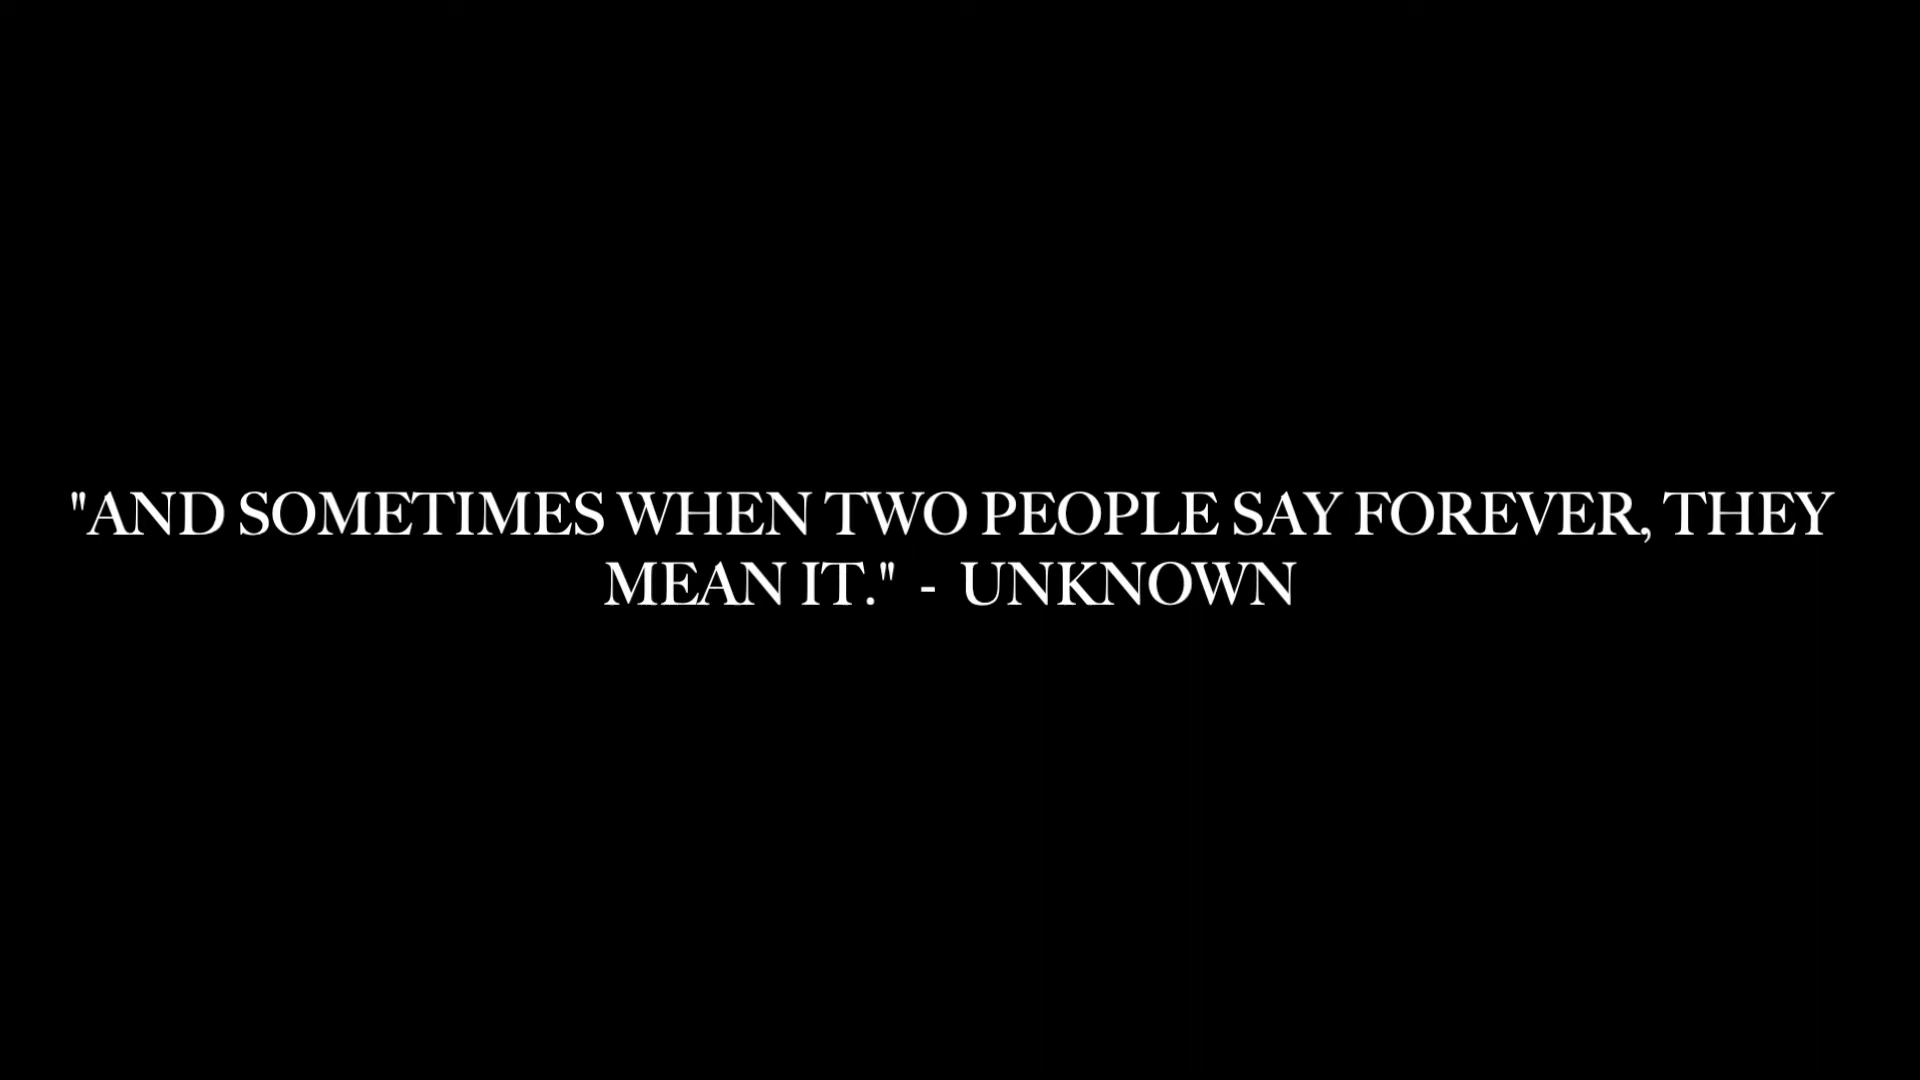 "AND SOMETIMES WHEN TWO PEOPLE SAY FOREVER, THEY
MEAN IT." - UNKNOWN